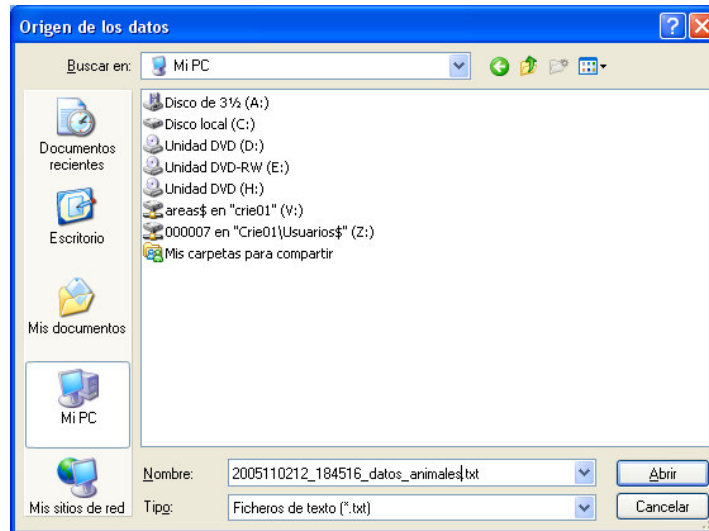 Origen de los datos
Buscar en: Mi PC
Documentos recientes
Escritorio
Mis documentos
Mi PC
Mis sitios de red
Disco de 3½ (A:)
Disco local (C:)
Unidad DVD (D:)
Unidad DVD-RW (E:)
Unidad DVD (H:)
areas$ en "crie01" (V:)
000007 en "Crie01\Usuarios$" (Z:)
Mis carpetas para compartir
Nombre: 2005110212_184516_datos_animales.txt Abrir
Tipo: Ficheros de texto (*.txt) Cancelar